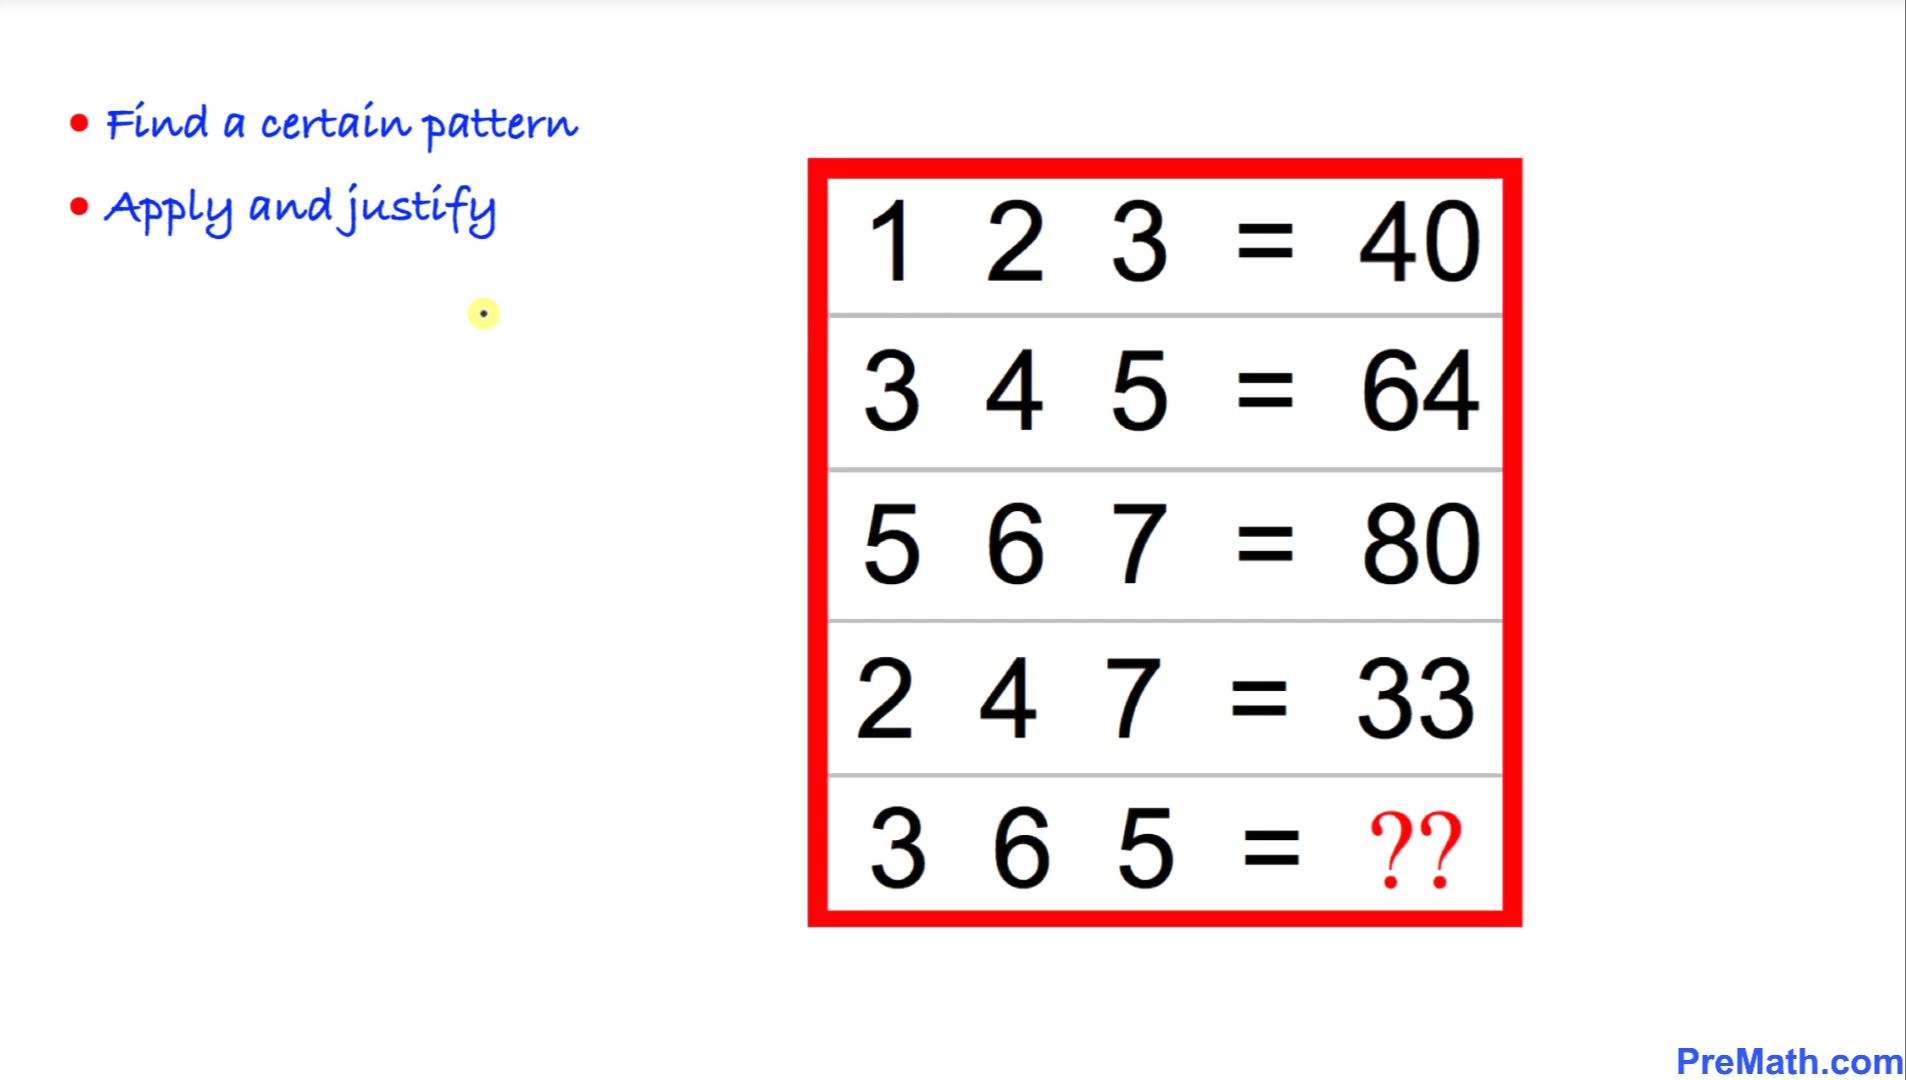 Find a certain pattern
Apply and justify
1 2 3 = 40
3 4 5 = 64
5 6 7 = 80
2 4 7 = 33
3 6 5 = ??
PreMath.com